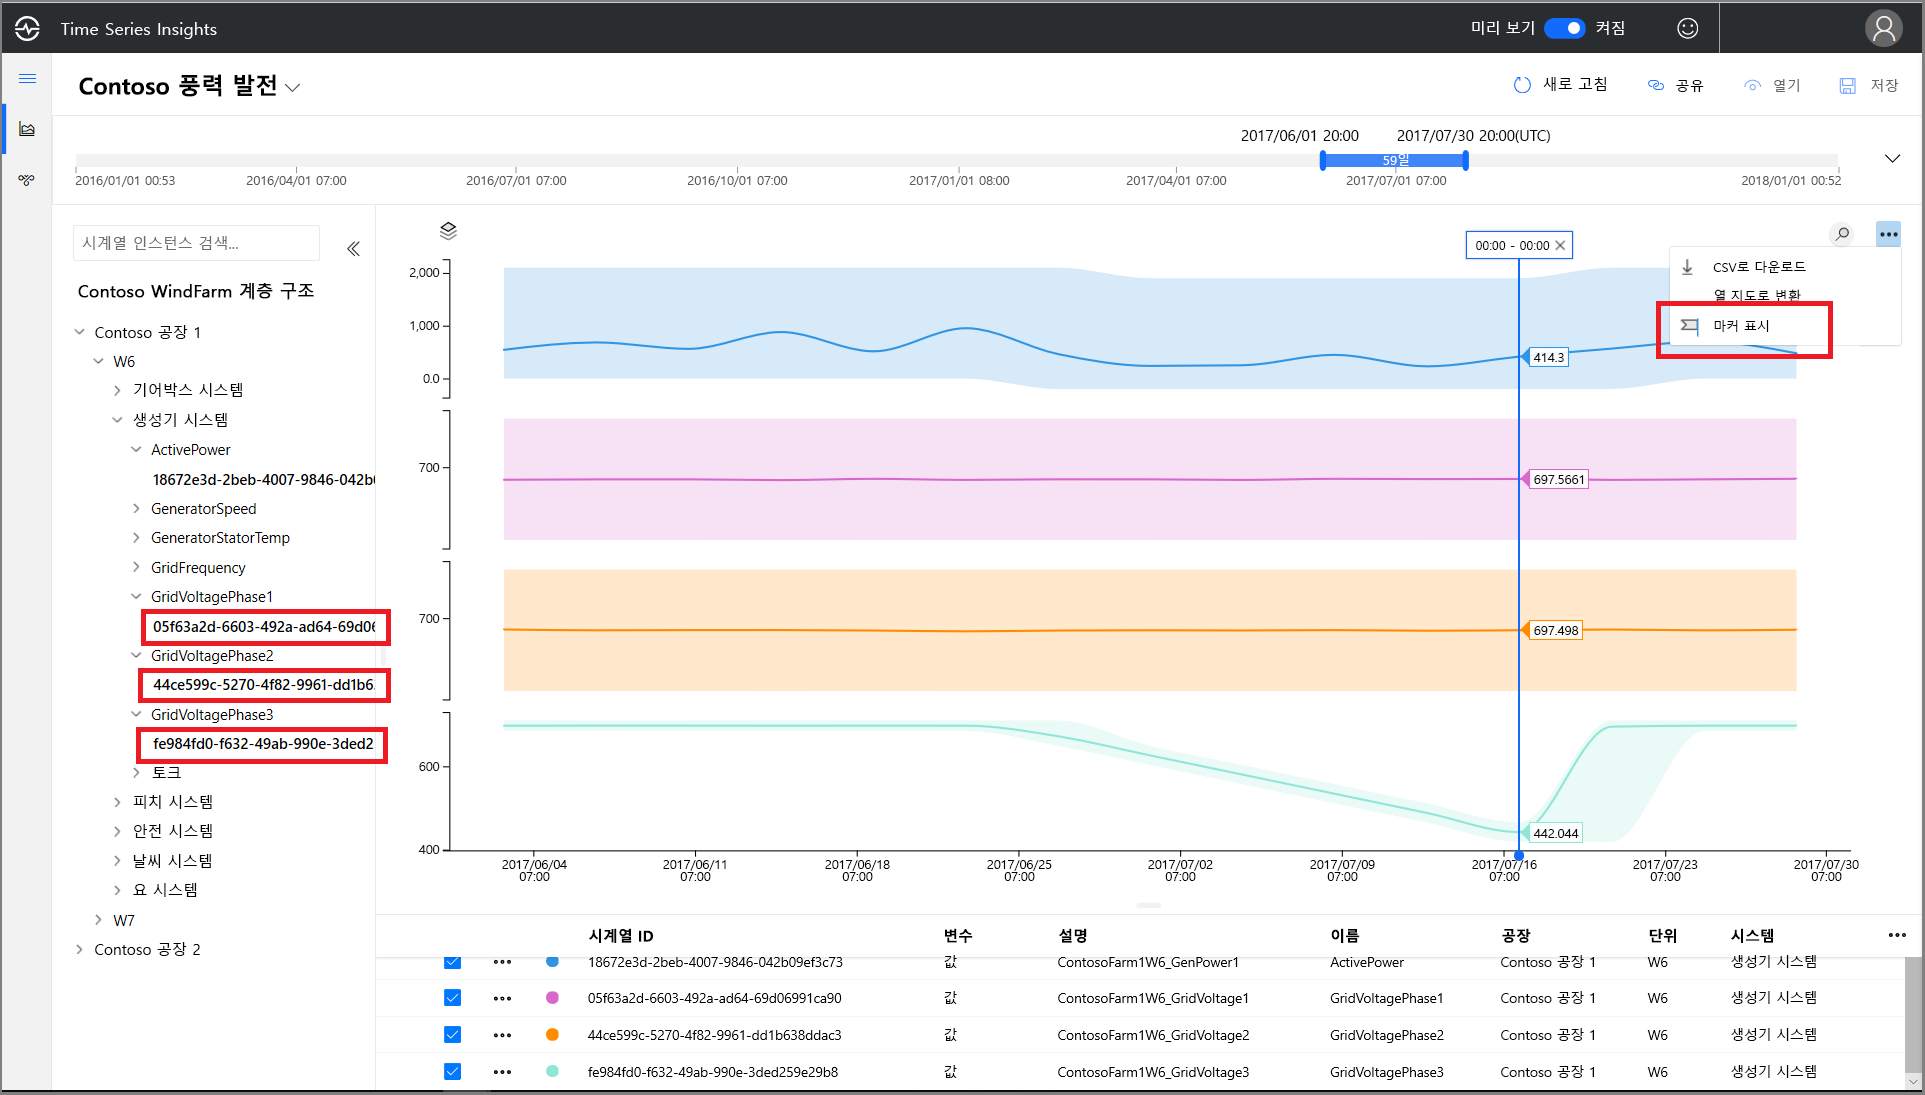 Time Series Insights
미리 보기 켜짐
Contoso 풍력 발전
새로 고침 공유 열기 저장
2017/06/01 20:00 2017/07/30 20:00(UTC)
59일
2016/01/01 00:53 2016/04/01 07:00 2016/07/01 07:00 2016/10/01 07:00 2017/01/01 08:00 2017/04/01 07:00 2017/07/01 07:00 2018/01/01 00:52
시계열 인스턴스 검색...
Contoso WindFarm 계층 구조
Contoso 공장 1
W6
기어박스 시스템
생성기 시스템
ActivePower
18672e3d-2beb-4007-9846-042b0
GeneratorSpeed
GeneratorStatorTemp
GridFrequency
GridVoltagePhase1
05f63a2d-6603-492a-ad64-69d06
GridVoltagePhase2
44ce599c-5270-4f82-9961-dd1b6
GridVoltagePhase3
fe984fd0-f632-49ab-990e-3ded2
토크
피치 시스템
안전 시스템
날씨 시스템
요 시스템
W7
Contoso 공장 2
00:00 - 00:00
CSV로 다운로드
열 지도로 변환
마커 표시
2,000
1,000
0.0
414.3
700
697.5661
700
697.498
600
442.044
400
2017/06/04 2017/06/11 2017/06/18 2017/06/25 2017/07/02 2017/07/09 2017/07/16 2017/07/23 2017/07/30
07:00 07:00 07:00 07:00 07:00 07:00 07:00 07:00 07:00
시계열 ID 변수 설명 이름 공장 단위 시스템
18672e3d-2beb-4007-9846-042b09ef3c73 값 ContosoFarm1W6_GenPower1 ActivePower Contoso 공장 1 W6 생성기 시스템
05f63a2d-6603-492a-ad64-69d06991ca90 값 ContosoFarm1W6_GridVoltage1 GridVoltagePhase1 Contoso 공장 1 W6 생성기 시스템
44ce599c-5270-4f82-9961-dd1b638ddac3 값 ContosoFarm1W6_GridVoltage2 GridVoltagePhase2 Contoso 공장 1 W6 생성기 시스템
fe984fd0-f632-49ab-990e-3ded259e29b8 값 ContosoFarm1W6_GridVoltage3 GridVoltagePhase3 Contoso 공장 1 W6 생성기 시스템